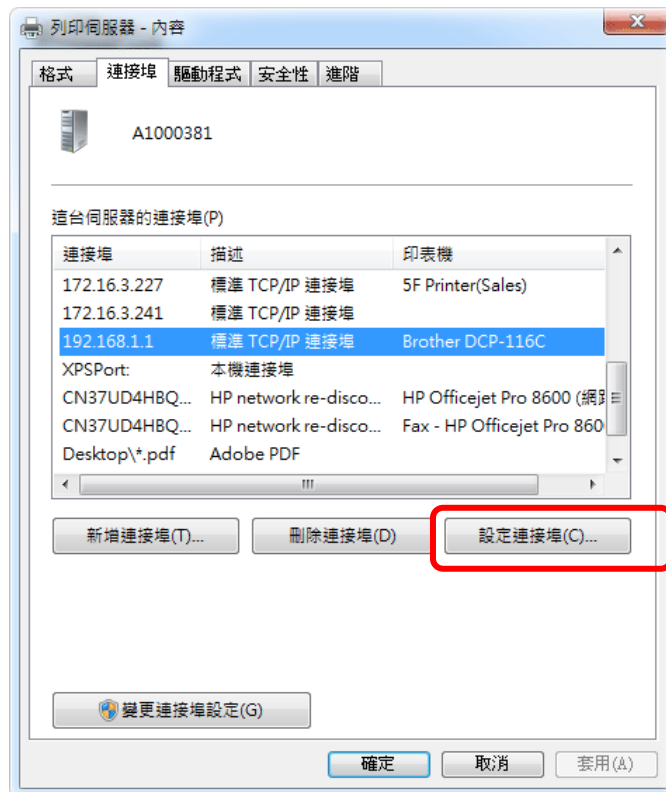 列印伺服器 - 內容
格式 連接埠 驅動程式 安全性 進階
A1000381
這台伺服器的連接埠(P)
連接埠 描述 印表機
172.16.3.227 標準 TCP/IP 連接埠 5F Printer(Sales)
172.16.3.241 標準 TCP/IP 連接埠
192.168.1.1 標準 TCP/IP 連接埠 Brother DCP-116C
XPSPort: 本機連接埠
CN37UD4HBQ... HP network re-disco... HP Officejet Pro 8600 (網路
CN37UD4HBQ... HP network re-disco... Fax - HP Officejet Pro 860
Desktop\*.pdf Adobe PDF
新增連接埠(T)... 刪除連接埠(D) 設定連接埠(C)...
變更連接埠設定(G)
確定 取消 套用(A)